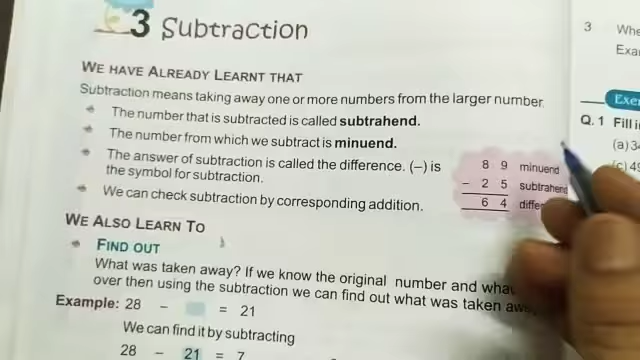 3 Subtraction
WE HAVE ALREADY LEARNT THAT
Subtraction means taking away one or more numbers from the larger number.
The number that is subtracted is called subtrahend.
The number from which we subtract is minuend.
The answer of subtraction is called the difference. (–) is
the symbol for subtraction.
We can check subtraction by corresponding addition.
8 9 minuend
– 2 5 subtrahend
6 4
WE ALSO LEARN TO
FIND OUT
What was taken away? If we know the original number and
over then using the subtraction we can find out what was taken
Example: 28 – = 21
We can find it by subtracting
28 – 21 = 7
3
Q. 1 Fill
(a)
(c)